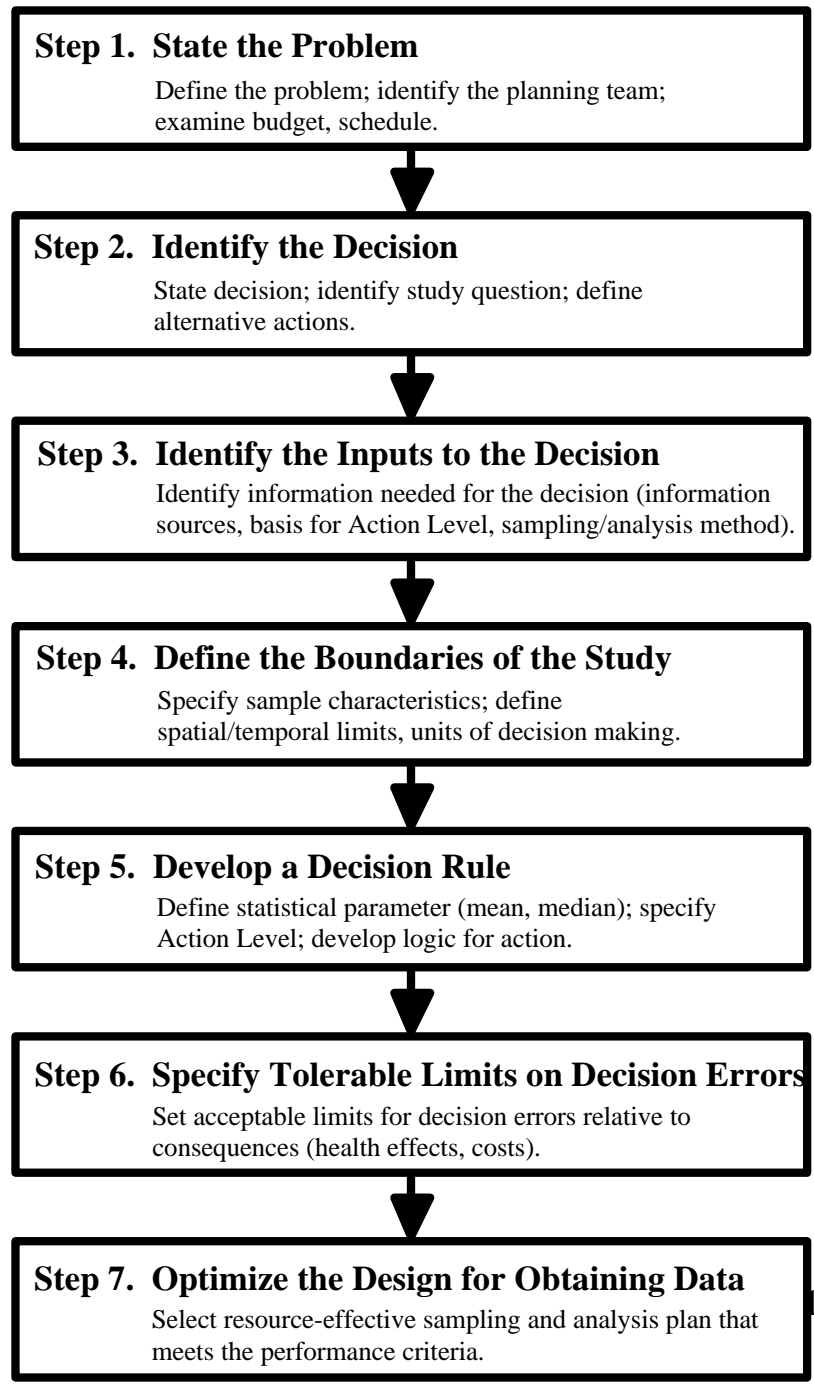 Step 1. State the Problem
Define the problem; identify the planning team;
examine budget, schedule.
Step 2. Identify the Decision
State decision; identify study question; define
alternative actions.
Step 3. Identify the Inputs to the Decision
Identify information needed for the decision (information
sources, basis for Action Level, sampling/analysis method).
Step 4. Define the Boundaries of the Study
Specify sample characteristics; define
spatial/temporal limits, units of decision making.
Step 5. Develop a Decision Rule
Define statistical parameter (mean, median); specify
Action Level; develop logic for action.
Step 6. Specify Tolerable Limits on Decision Errors
Set acceptable limits for decision errors relative to
consequences (health effects, costs).
Step 7. Optimize the Design for Obtaining Data
Select resource-effective sampling and analysis plan that
meets the performance criteria.